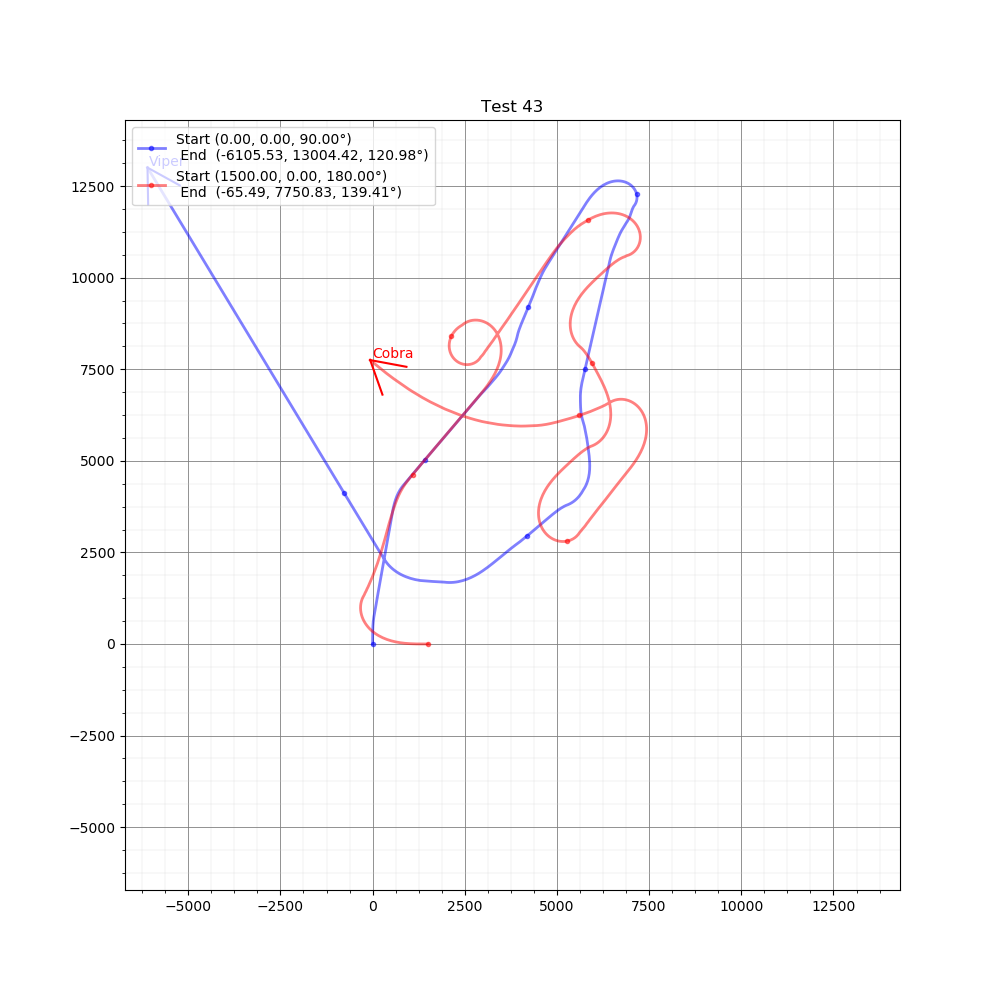 Test 43
Start (0.00, 0.00, 90.00°)
End  (-6105.53, 13004.42, 120.98°)
Start (1500.00, 0.00, 180.00°)
End  (-65.49, 7750.83, 139.41°)
Viper
Cobra
12500
10000
7500
5000
2500
0
−2500
−5000
−5000 −2500 0 2500 5000 7500 10000 12500